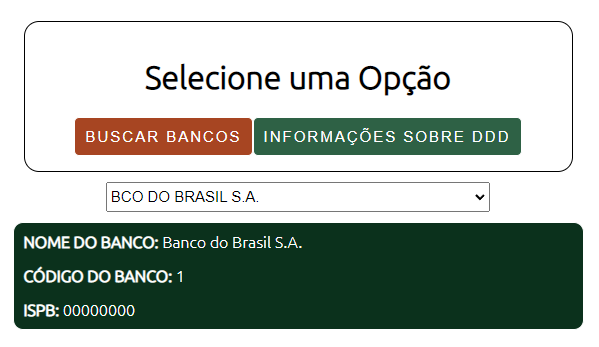 Selecione uma Opção
BUSCAR BANCOS INFORMAÇÕES SOBRE DDD
BCO DO BRASIL S.A.
NOME DO BANCO: Banco do Brasil S.A.
CÓDIGO DO BANCO: 1
ISPB: 00000000